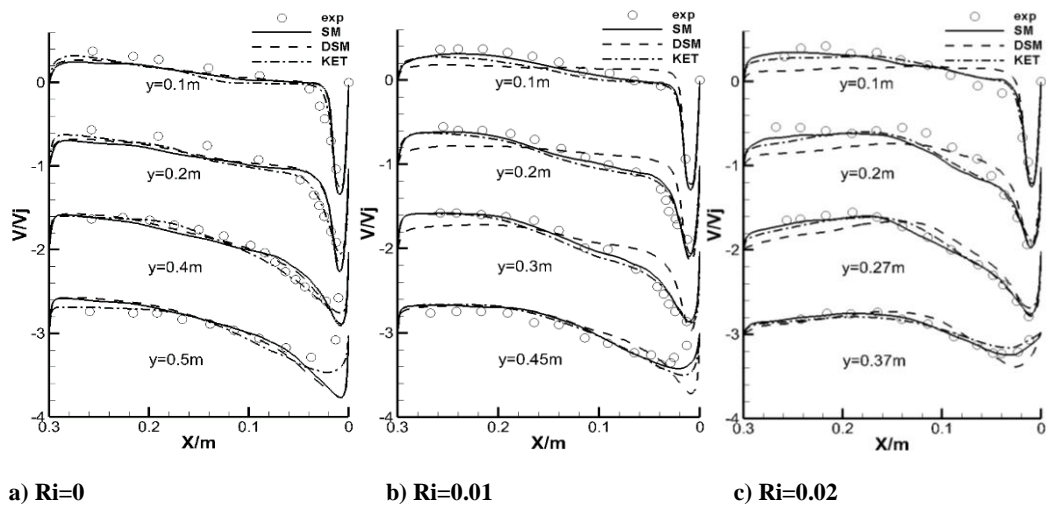 exp
SM
DSM
KET
0
-1
-2
-3
-4
V/Vj
y=0.1m
y=0.2m
y=0.4m
y=0.5m
0.3
0.2
0.1
0
X/m
a) Ri=0
exp
SM
DSM
KET
0
-1
-2
-3
-4
y=0.1m
y=0.2m
y=0.3m
y=0.45m
0.3
0.2
0.1
0
X/m
b) Ri=0.01
exp
SM
DSM
KET
0
-1
-2
-3
-4
y=0.1m
y=0.2m
y=0.27m
y=0.37m
0.3
0.2
0.1
0
X/m
c) Ri=0.02